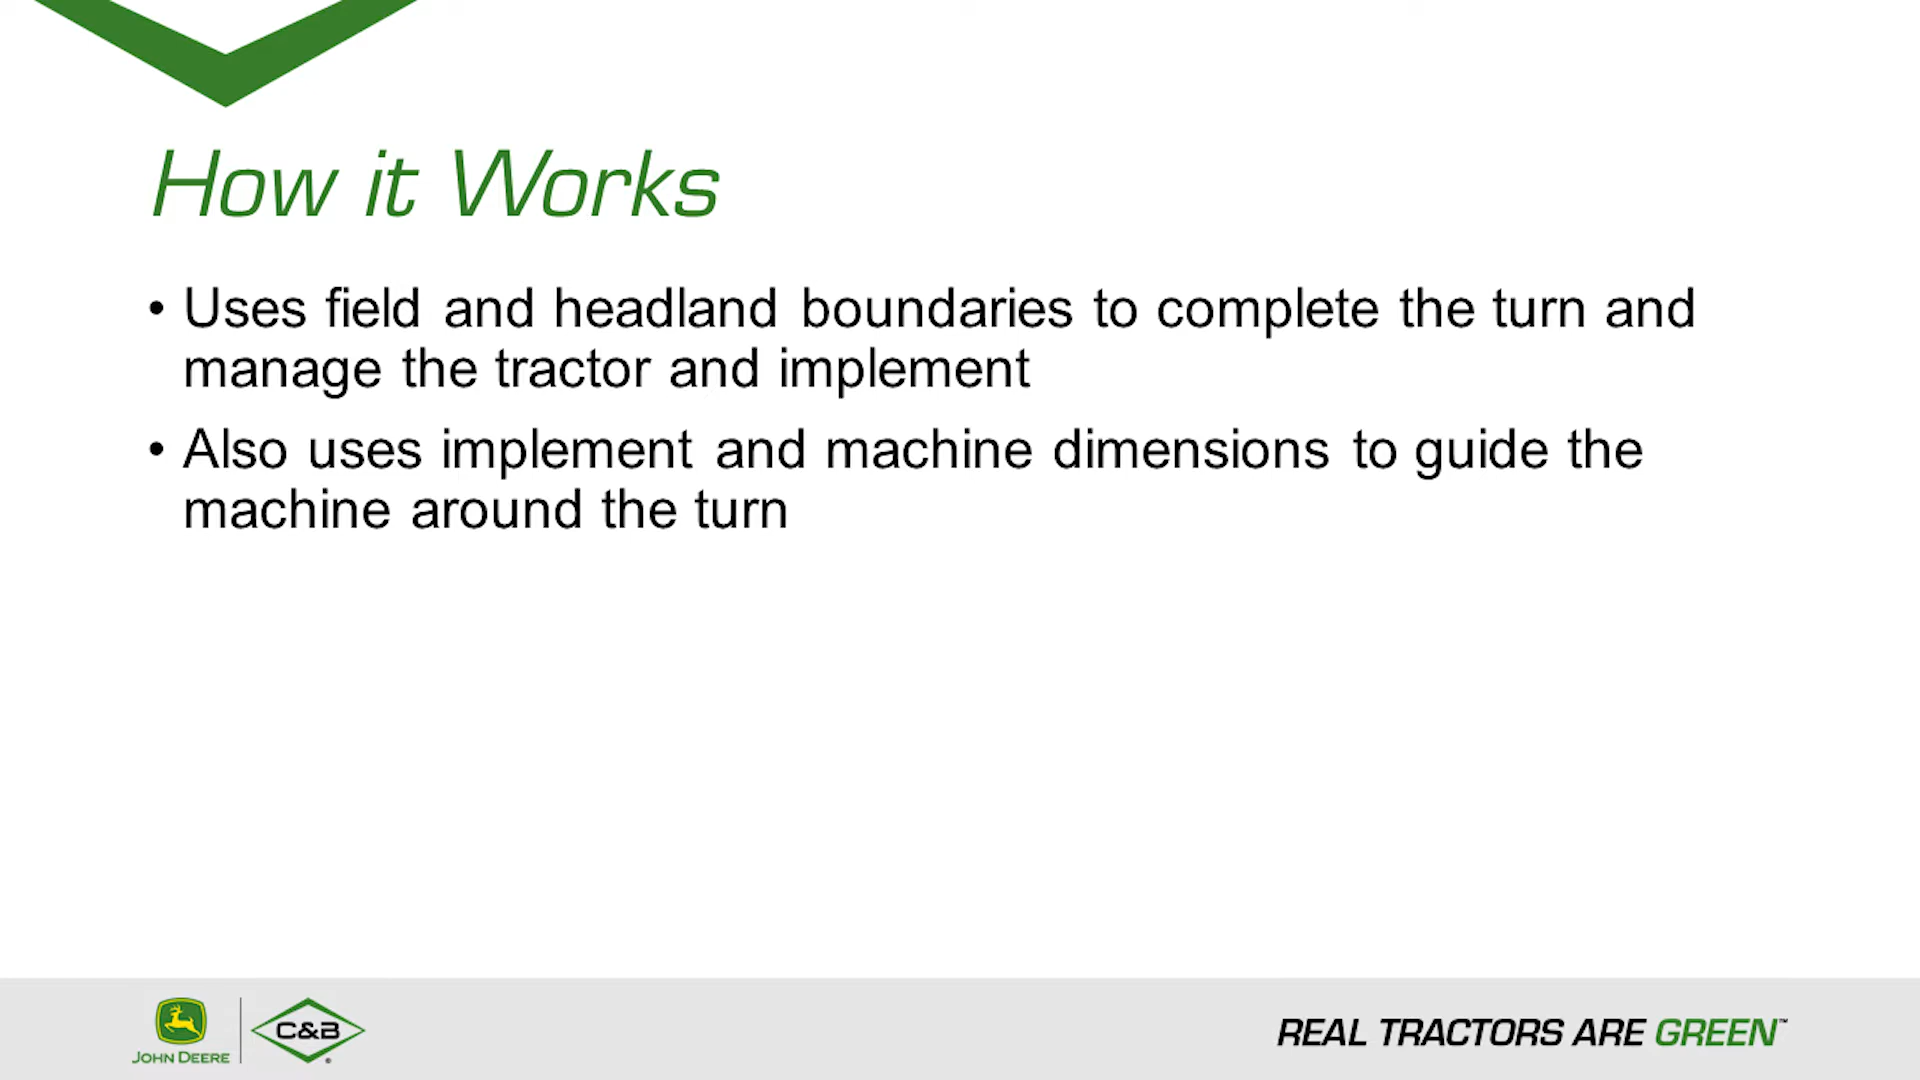 How it Works
• Uses field and headland boundaries to complete the turn and
manage the tractor and implement
• Also uses implement and machine dimensions to guide the
machine around the turn
JOHN DEERE
C&B®
REAL TRACTORS ARE GREEN™